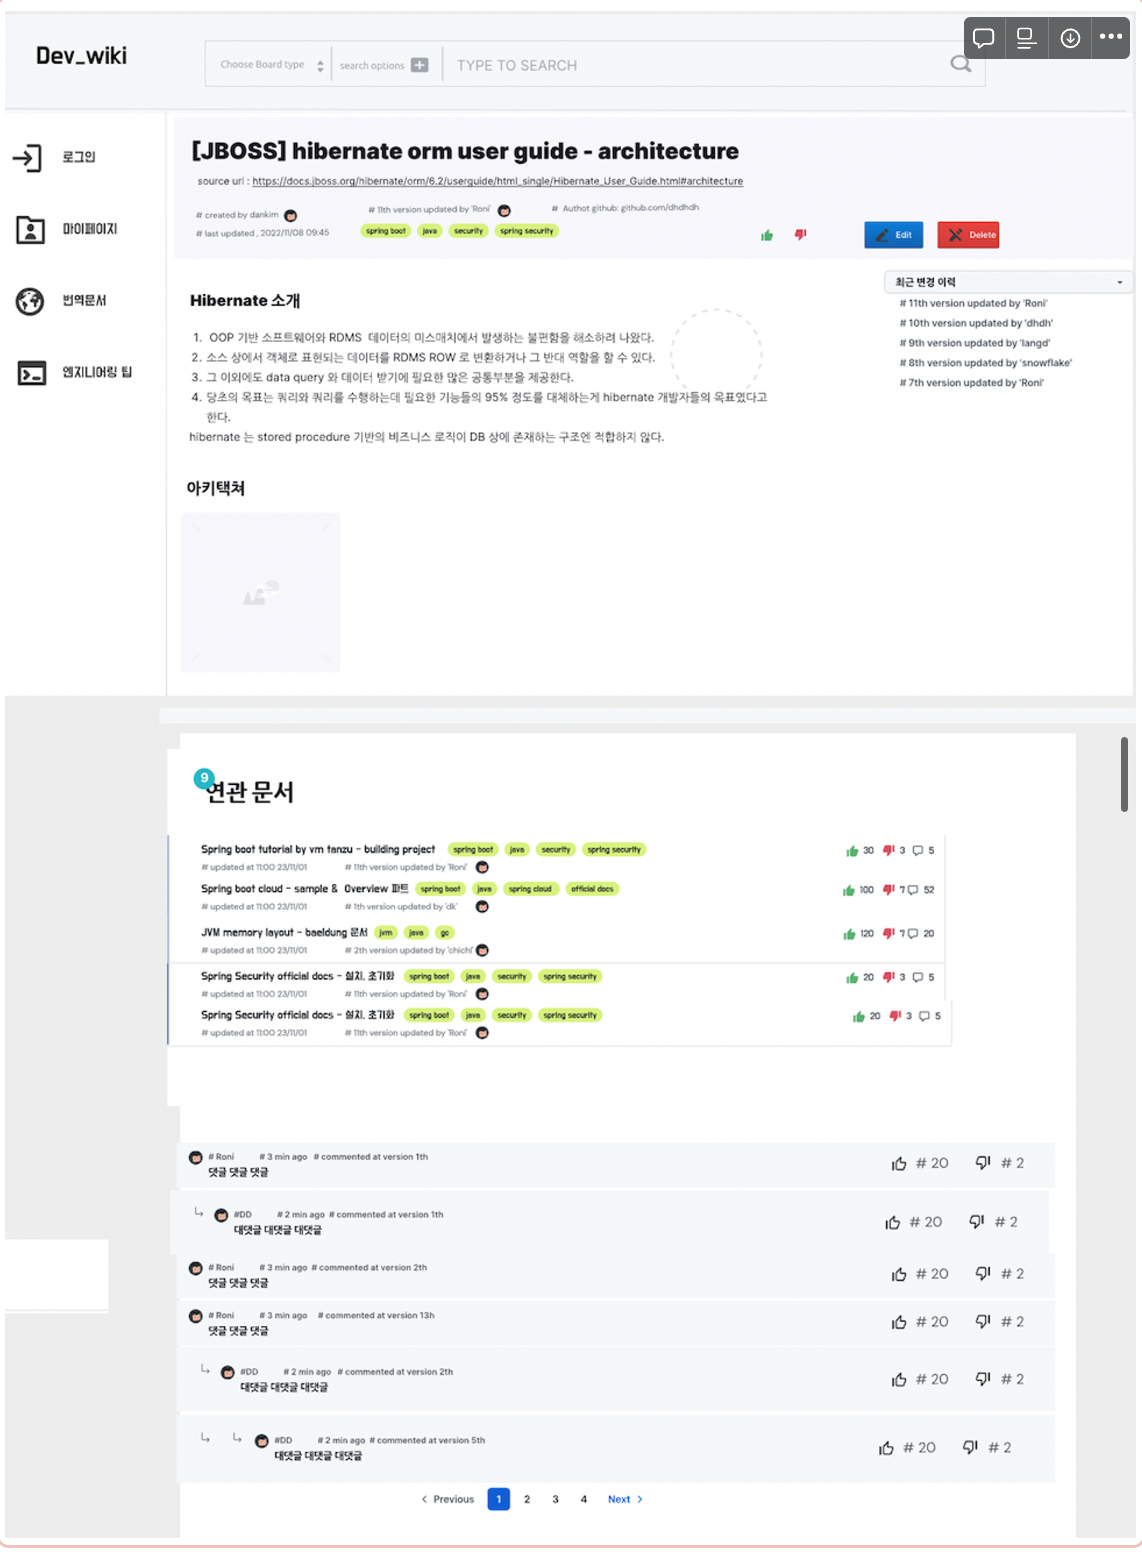 Dev_wiki
Choose Board type
search options
TYPE TO SEARCH
로그인
마이페이지
번역문서
엔지니어링 팁
[JBOSS] hibernate orm user guide - architecture
source url : https://docs.jboss.org/hibernate/orm/6.2/userguide/html_single/Hibernate_User_Guide.html#architecture
# created by dankim
# 11th version updated by 'Roni'
# Authot github: github.com/dhdhdh
# last updated , 2022/11/08 09:45
spring boot java security spring security
Edit
Delete
최근 변경 이력
# 11th version updated by 'Roni'
# 10th version updated by 'dhdh'
# 9th version updated by 'langd'
# 8th version updated by 'snowflake'
# 7th version updated by 'Roni'
Hibernate 소개
1. OOP 기반 소프트웨어와 RDMS 데이터의 미스매치에서 발생하는 불편함을 해소하려 나왔다.
2. 소스 상에서 객체로 표현되는 데이터를 RDMS ROW 로 변환하거나 그 반대 역할을 할 수 있다.
3. 그 이외에도 data query 와 데이터 받기에 필요한 많은 공통부분을 제공한다.
4. 당초의 목표는 쿼리와 쿼리를 수행하는데 필요한 기능들의 95% 정도를 대체하는게 hibernate 개발자들의 목표였다고
한다.
hibernate 는 stored procedure 기반의 비즈니스 로직이 DB 상에 존재하는 구조엔 적합하지 않다.
아키택쳐
9
연관 문서
Spring boot tutorial by vm tanzu - building project spring boot java security spring security 30 3 5
# updated at 11:00 23/11/01 # 11th version updated by 'Roni'
Spring boot cloud - sample & Overview 파트 spring boot java spring cloud official docs 100 7 52
# updated at 11:00 23/11/01 # 1th version updated by 'dk'
JVM memory layout - baeldung 문서 jvm java gc 120 7 20
# updated at 11:00 23/11/01 # 2th version updated by 'chichi'
Spring Security official docs - 설치, 초기화 spring boot java security spring security 20 3 5
# updated at 11:00 23/11/01 # 11th version updated by 'Roni'
Spring Security official docs - 설치, 초기화 spring boot java security spring security 20 3 5
# updated at 11:00 23/11/01 # 11th version updated by 'Roni'
# Roni # 3 min ago # commented at version 1th
댓글 댓글 댓글
# 20 # 2
#DD # 2 min ago # commented at version 1th
대댓글 대댓글 대댓글
# 20 # 2
# Roni # 3 min ago # commented at version 2th
댓글 댓글 댓글
# 20 # 2
# Roni # 3 min ago # commented at version 13h
댓글 댓글 댓글
# 20 # 2
#DD # 2 min ago # commented at version 2th
대댓글 대댓글 대댓글
# 20 # 2
#DD # 2 min ago # commented at version 5th
대댓글 대댓글 대댓글
# 20 # 2
< Previous 1 2 3 4 Next >